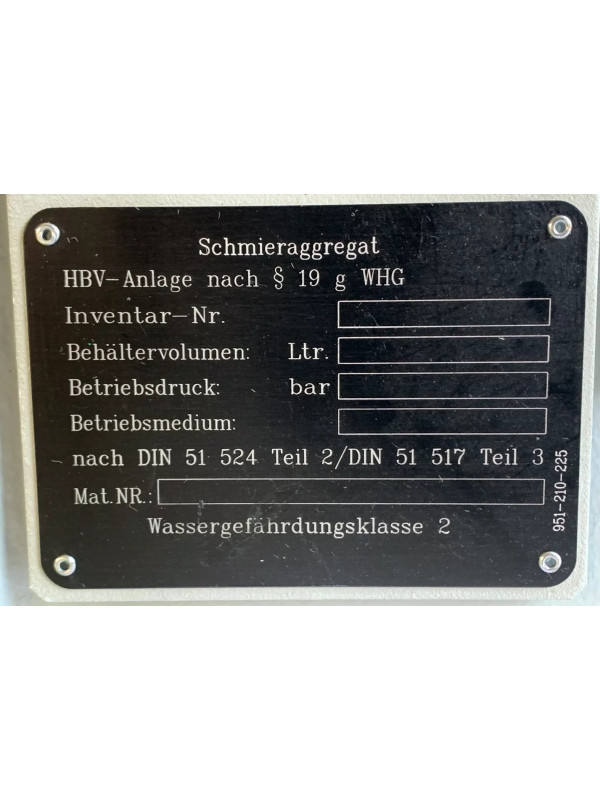 Schmieraggregat
HBV-Anlage nach § 19 g WHG
Inventar-Nr.
Behältervolumen: Ltr.
Betriebsdruck: bar
Betriebsmedium:
nach DIN 51 524 Teil 2/DIN 51 517 Teil 3
Mat.NR.:
Wassergefährdungsklasse 2
951-210-225